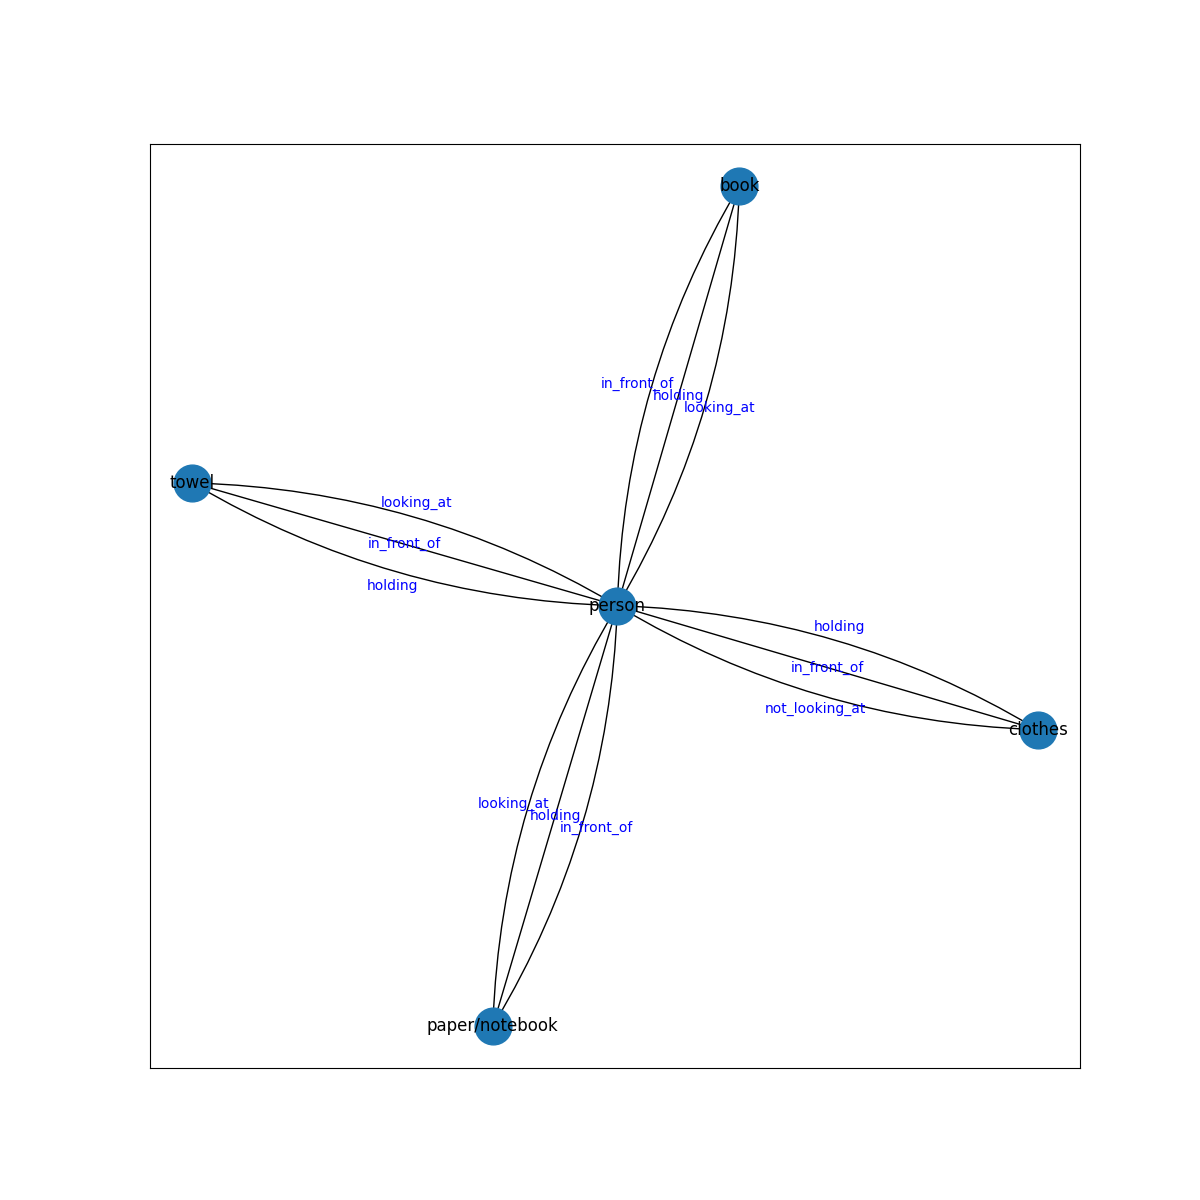 book
in_front_of
holding
looking_at
towel
looking_at
in_front_of
holding
person
holding
in_front_of
not_looking_at
clothes
looking_at
holding
in_front_of
paper/notebook